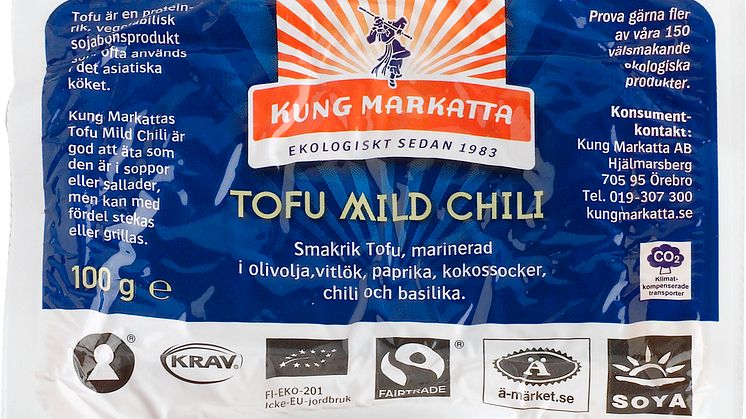 Tofu är en protein-
rik, vegetabilisk
sojabönsprodukt
som ofta används
i det asiatiska
köket.
Kung Markattas
Tofu Mild Chili är
god att äta som
den är i soppor
eller sallader,
men kan med
fördel stekas
eller grillas.
100 g ℮
KUNG MARKATTA
EKOLOGISKT SEDAN 1983
TOFU MILD CHILI
Smakrik Tofu, marinerad
i olivolja,vitlök, paprika, kokossocker,
chili och basilika.
Prova gärna fler
av våra 150
välsmakande
ekologiska
produkter.
Konsument-
kontakt:
Kung Markatta AB
Hjälmarsberg
705 95 Örebro
Tel. 019-307 300
kungmarkatta.se
CO2
Klimat-
kompenserade
transporter
®
KRAV®
FI-EKO-201
Icke-EU-jordbruk
®
FAIRTRADE
Ä
ä-märket.se
®
SOYA